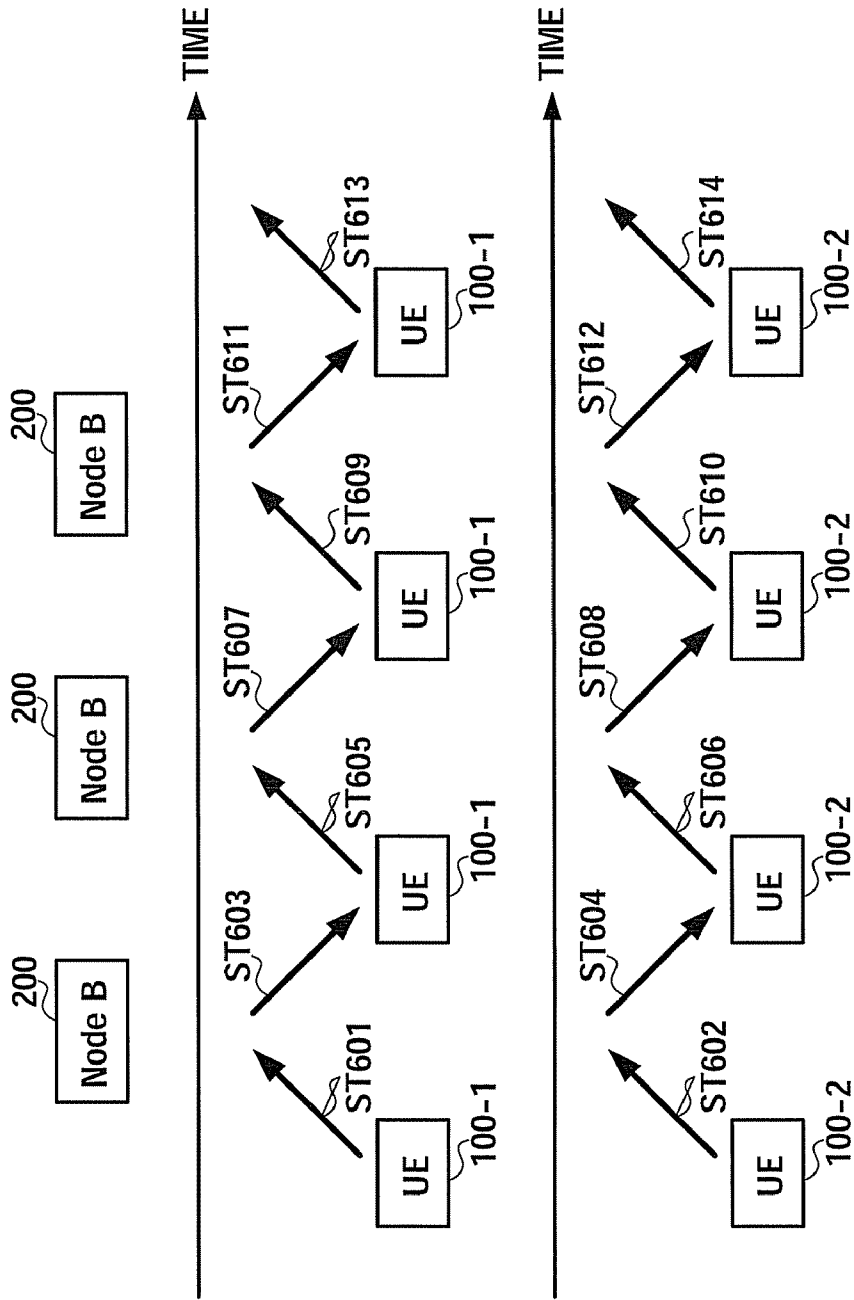 200 200 200
Node B Node B Node B
TIME
ST603 ST607 ST611
ST601 ST605 ST609 ST613
UE UE UE UE
100-1 100-1 100-1 100-1
TIME
ST604 ST608 ST612
ST602 ST606 ST610 ST614
UE UE UE UE
100-2 100-2 100-2 100-2